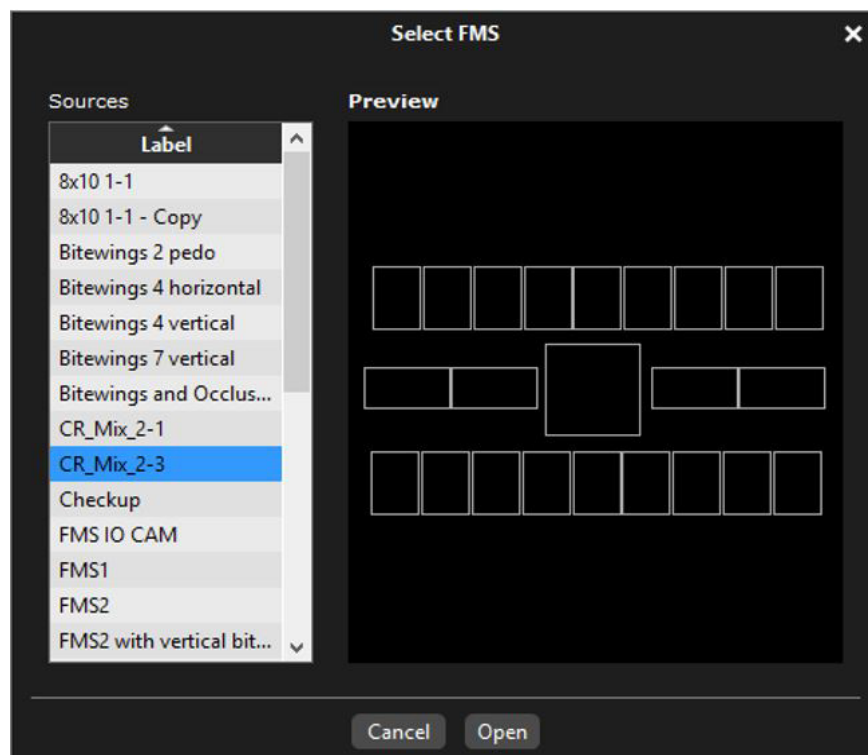 Select FMS
Sources
Preview
Label
8x10 1-1
8x10 1-1 - Copy
Bitewings 2 pedo
Bitewings 4 horizontal
Bitewings 4 vertical
Bitewings 7 vertical
Bitewings and Occlus...
CR_Mix_2-1
CR_Mix_2-3
Checkup
FMS IO CAM
FMS1
FMS2
FMS2 with vertical bit...
Cancel
Open